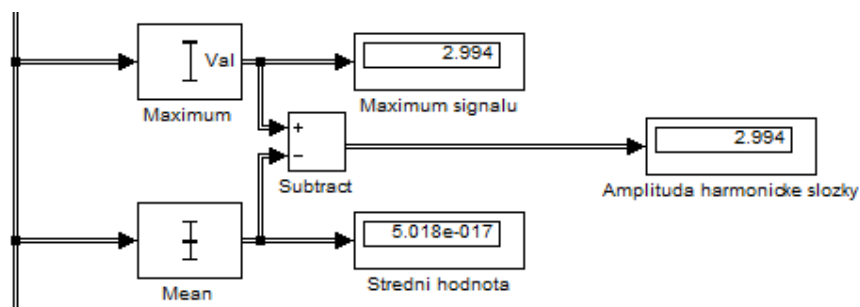 Val
2.994
Maximum
Maximum signalu
+
−
Subtract
2.994
Amplituda harmonicke slozky
5.018e-017
Mean
Stredni hodnota